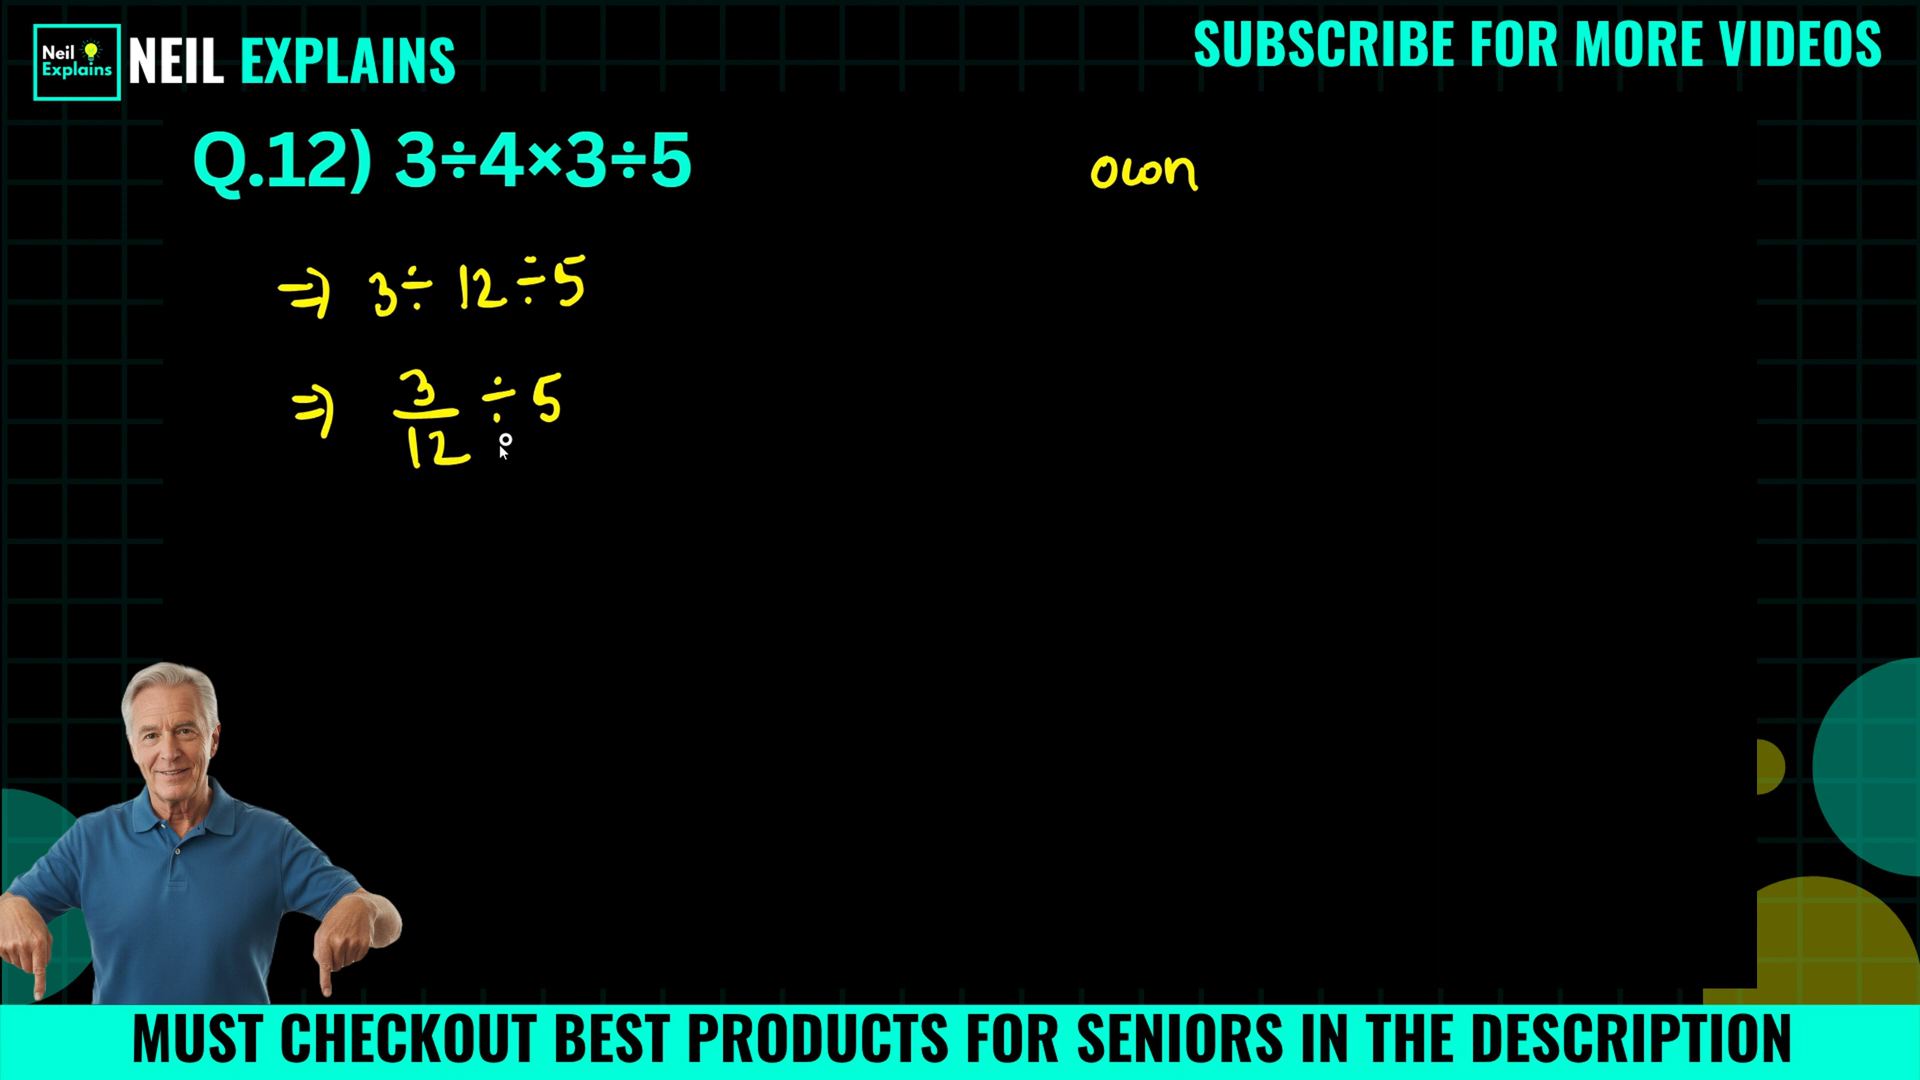 Neil
Explains
NEIL EXPLAINS
SUBSCRIBE FOR MORE VIDEOS
Q.12) 3÷4×3÷5
own
⇒ 3÷ 12 ÷5
⇒ 3/12 ÷ 5
MUST CHECKOUT BEST PRODUCTS FOR SENIORS IN THE DESCRIPTION